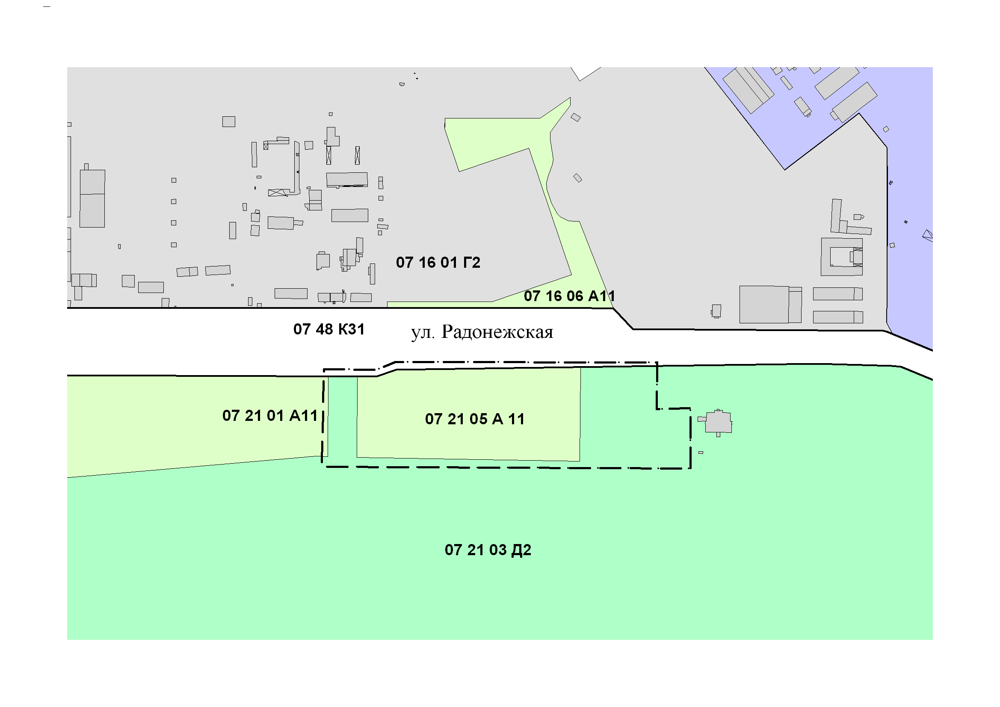 07 16 01 Г2
07 16 06 А11
07 48 К31
ул. Радонежская
07 21 01 А11
07 21 05 А 11
07 21 03 Д2